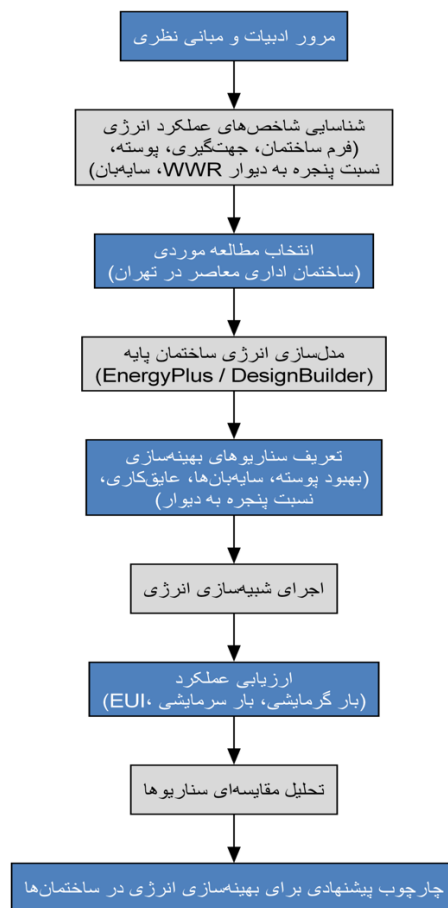 مرور ادبیات و مبانی نظری
شناسایی شاخص‌های عملکرد انرژی
(فرم ساختمان، جهت‌گیری، پوسته،
نسبت پنجره به دیوار WWR، سایه‌بان)
انتخاب مطالعه موردی
(ساختمان اداری معاصر در تهران)
مدل‌سازی انرژی ساختمان پایه
(EnergyPlus / DesignBuilder)
تعریف سناریوهای بهینه‌سازی
(بهبود پوسته، سایه‌بان‌ها، عایق‌کاری،
نسبت پنجره به دیوار)
اجرای شبیه‌سازی انرژی
ارزیابی عملکرد
(بار گرمایشی، بار سرمایشی، EUI)
تحلیل مقایسه‌ای سناریوها
چارچوب پیشنهادی برای بهینه‌سازی انرژی در ساختمان‌ها